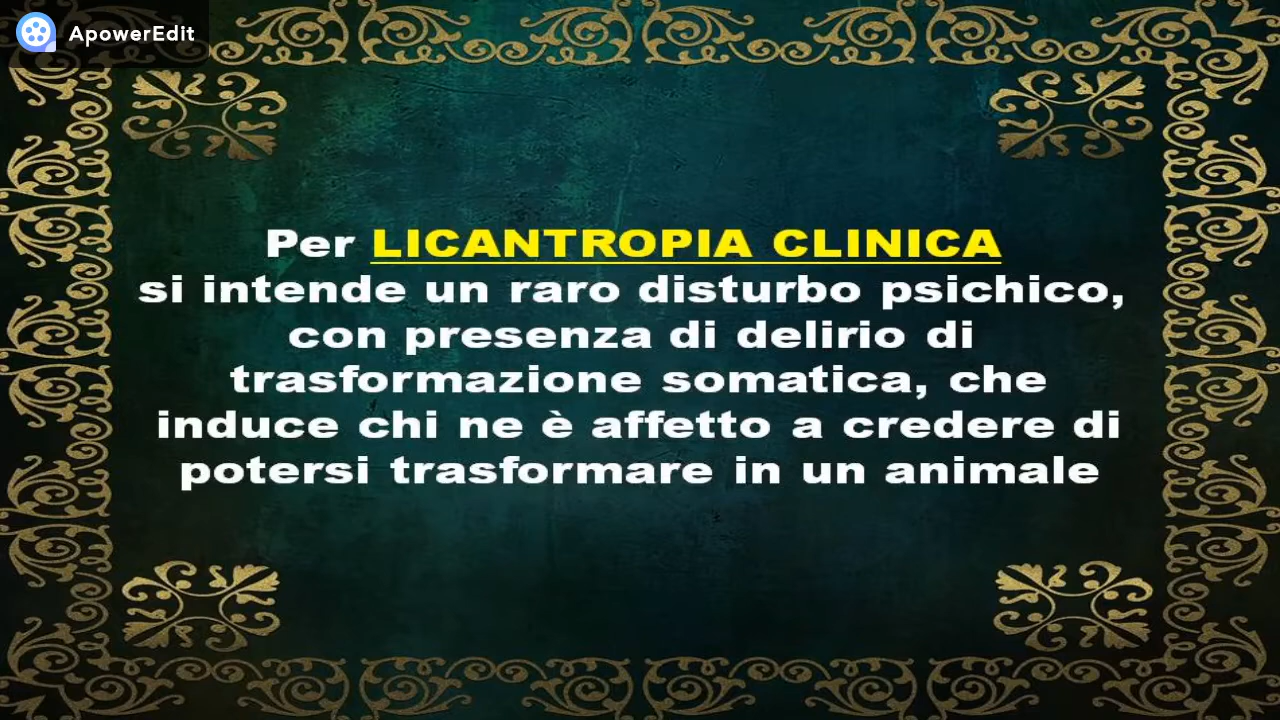 ApowerEdit
Per LICANTROPIA CLINICA
si intende un raro disturbo psichico,
con presenza di delirio di
trasformazione somatica, che
induce chi ne è affetto a credere di
potersi trasformare in un animale